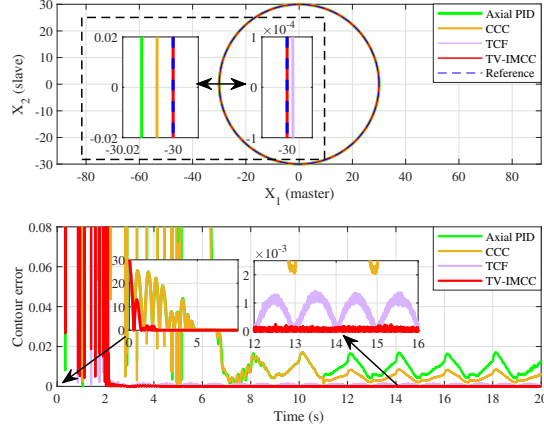 30
20
10
0
-10
-20
-30
X2 (slave)
0.02
0
-0.02
-30.02 -30
1 ×10-4
0
-1
-30
Axial PID
CCC
TCF
TV-IMCC
Reference
-80 -60 -40 -20 0 20 40 60 80
X1 (master)
0.08
0.06
0.04
0.02
0
Contour error
30
20
10
0
0 5
×10-3
2
1
0
12 13 14 15 16
Axial PID
CCC
TCF
TV-IMCC
0 2 4 6 8 10 12 14 16 18 20
Time (s)